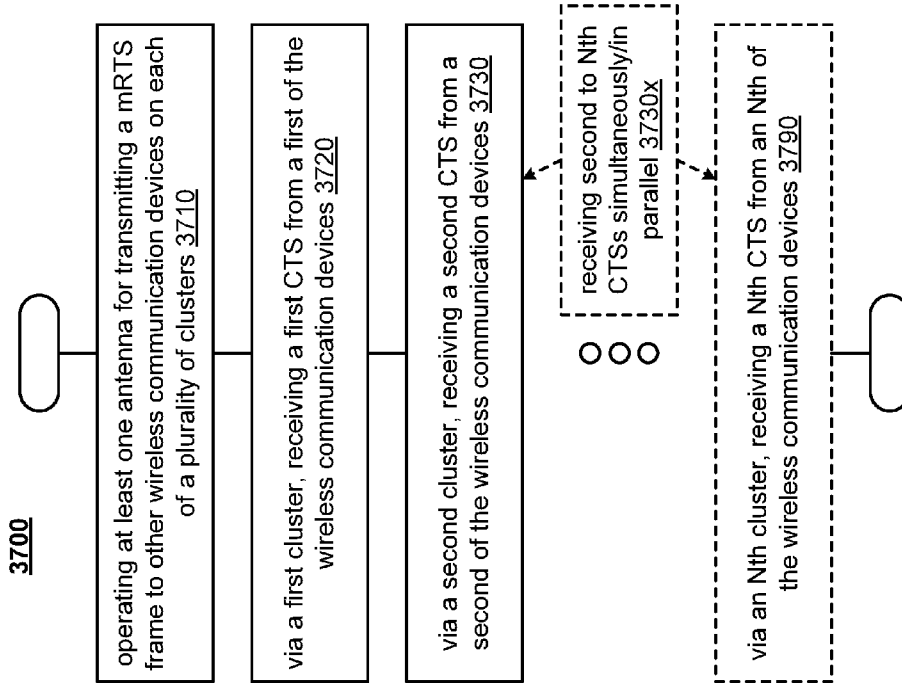 3700
operating at least one antenna for transmitting a mRTS
frame to other wireless communication devices on each
of a plurality of clusters 3710
via a first cluster, receiving a first CTS from a first of the
wireless communication devices 3720
via a second cluster, receiving a second CTS from a
second of the wireless communication devices 3730
receiving second to Nth
CTSs simultaneously/in
parallel 3730x
via an Nth cluster, receiving a Nth CTS from an Nth of
the wireless communication devices 3790